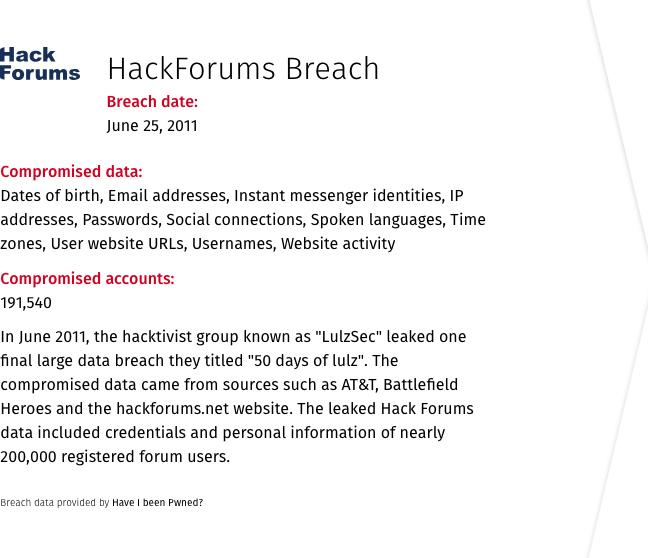 Hack
Forums
HackForums Breach
Breach date:
June 25, 2011
Compromised data:
Dates of birth, Email addresses, Instant messenger identities, IP
addresses, Passwords, Social connections, Spoken languages, Time
zones, User website URLs, Usernames, Website activity
Compromised accounts:
191,540
In June 2011, the hacktivist group known as "LulzSec" leaked one
final large data breach they titled "50 days of lulz". The
compromised data came from sources such as AT&T, Battlefield
Heroes and the hackforums.net website. The leaked Hack Forums
data included credentials and personal information of nearly
200,000 registered forum users.
Breach data provided by Have I been Pwned?